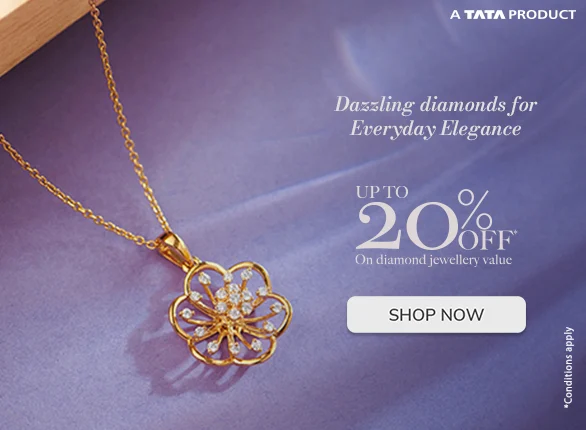 A TATA PRODUCT
Dazzling diamonds for
Everyday Elegance
UP TO
20% OFF*
On diamond jewellery value
SHOP NOW
*Conditions apply